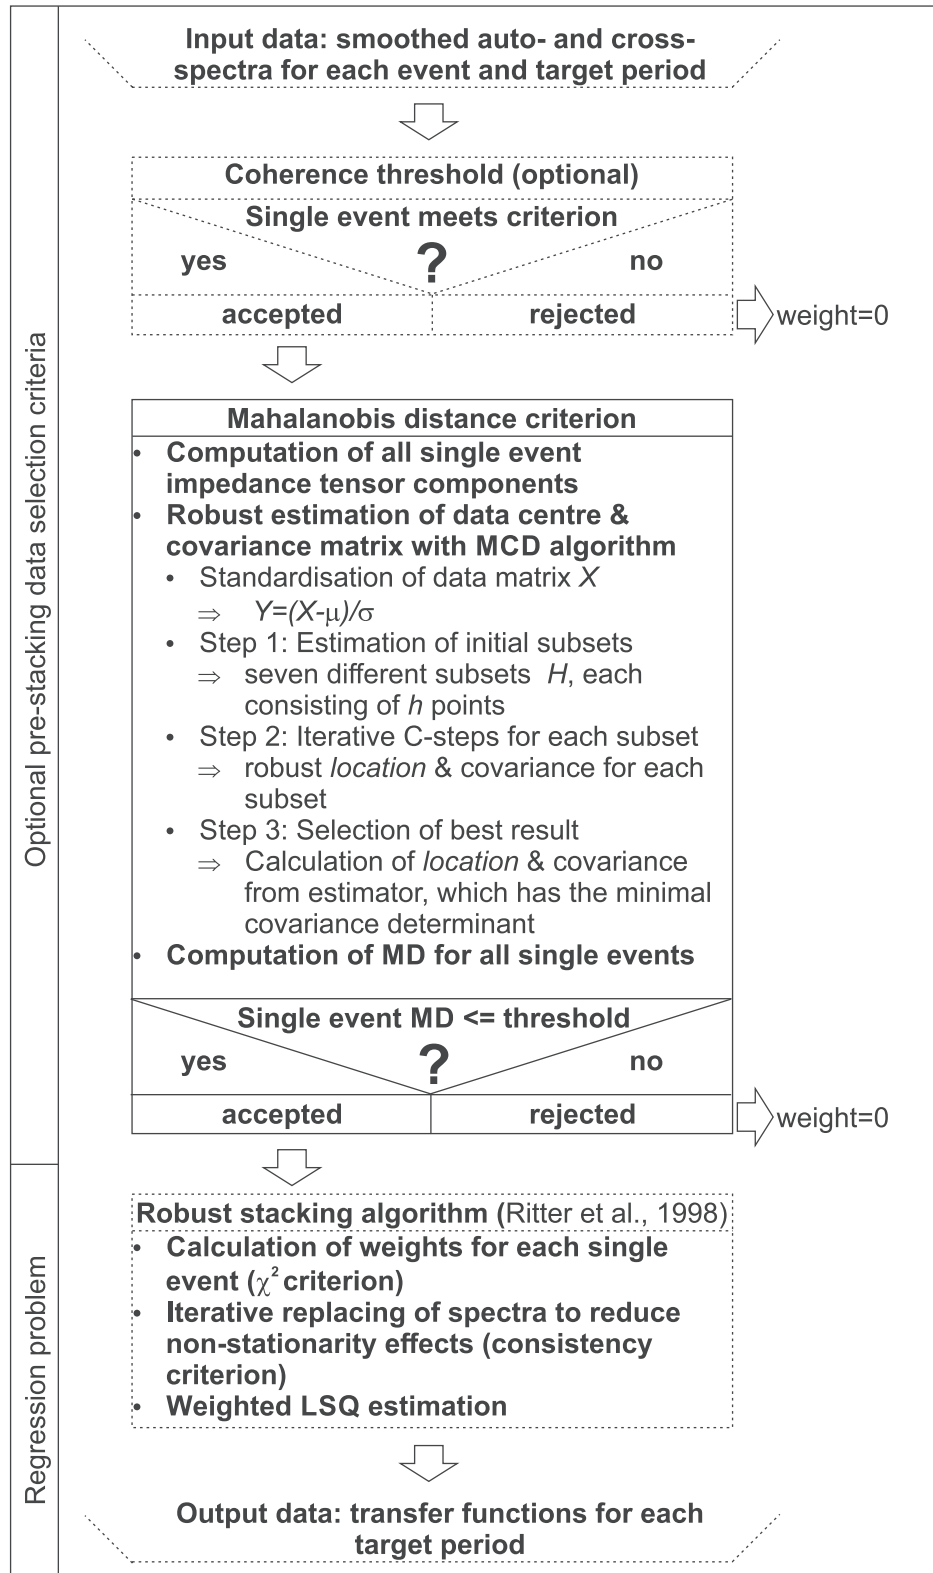 Input data: smoothed auto- and cross-
spectra for each event and target period
Coherence threshold (optional)
Single event meets criterion
yes
?
no
accepted
rejected
weight=0
Optional pre-stacking data selection criteria
Mahalanobis distance criterion
• Computation of all single event
impedance tensor components
• Robust estimation of data centre &
covariance matrix with MCD algorithm
• Standardisation of data matrix X
⇒ Y=(X-μ)/σ
• Step 1: Estimation of initial subsets
⇒ seven different subsets H, each
consisting of h points
• Step 2: Iterative C-steps for each subset
⇒ robust location & covariance for each
subset
• Step 3: Selection of best result
⇒ Calculation of location & covariance
from estimator, which has the minimal
covariance determinant
• Computation of MD for all single events
Single event MD <= threshold
yes
?
no
accepted
rejected
weight=0
Regression problem
Robust stacking algorithm (Ritter et al., 1998)
• Calculation of weights for each single
event (χ² criterion)
• Iterative replacing of spectra to reduce
non-stationarity effects (consistency
criterion)
• Weighted LSQ estimation
Output data: transfer functions for each
target period